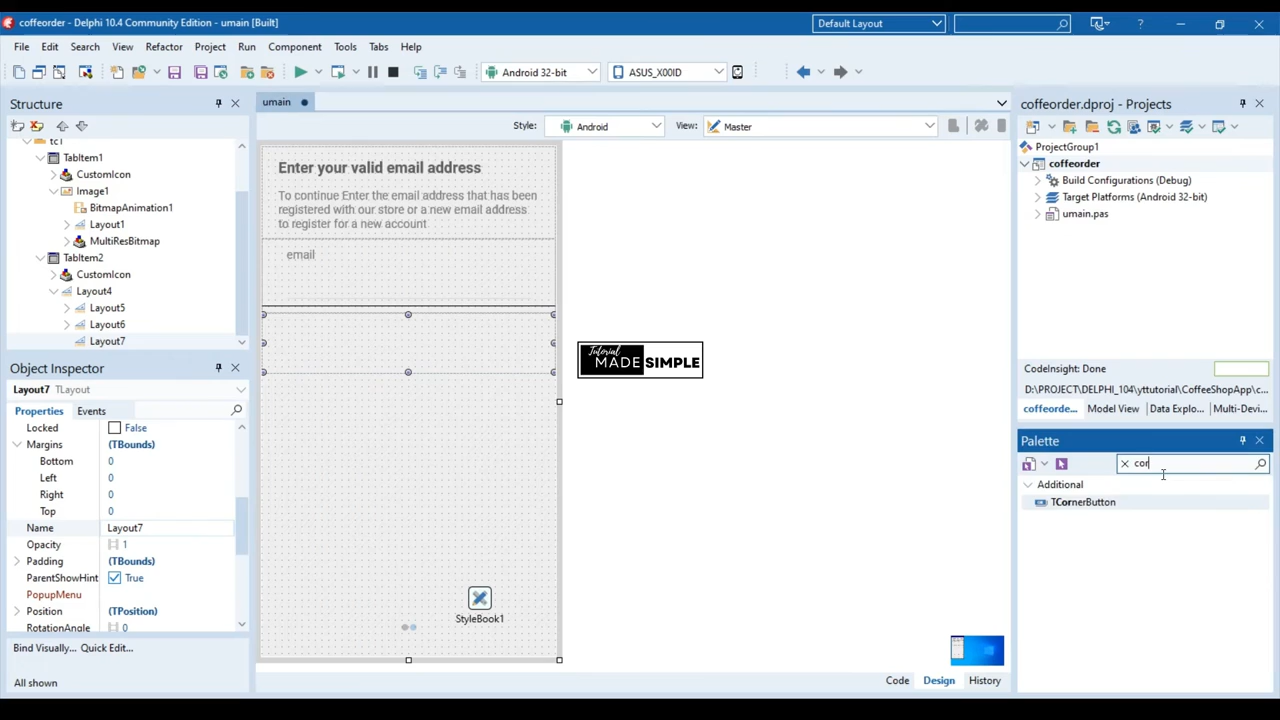 coffeorder - Delphi 10.4 Community Edition - umain [Built]
Default Layout
File Edit Search View Refactor Project Run Component Tools Tabs Help
Android 32-bit
ASUS_X00ID
Structure
tc1
TabItem1
CustomIcon
Image1
BitmapAnimation1
Layout1
MultiResBitmap
TabItem2
CustomIcon
Layout4
Layout5
Layout6
Layout7
Object Inspector
Layout7 TLayout
Properties Events
Locked False
Margins (TBounds)
Bottom 0
Left 0
Right 0
Top 0
Name Layout7
Opacity 1
Padding (TBounds)
ParentShowHint True
PopupMenu
Position (TPosition)
RotationAngle 0
Bind Visually... Quick Edit...
All shown
umain
Style: Android View: Master
Enter your valid email address
To continue Enter the email address that has been
registered with our store or a new email address
to register for a new account
email
StyleBook1
Tutorial
MADE SIMPLE
Code Design History
coffeorder.dproj - Projects
ProjectGroup1
coffeorder
Build Configurations (Debug)
Target Platforms (Android 32-bit)
umain.pas
CodeInsight: Done
D:\PROJECT\DELPHI_104\yttutorial\CoffeeShopApp\c
coffeorde... Model View Data Explo... Multi-Devi...
Palette
cor
Additional
TCornerButton